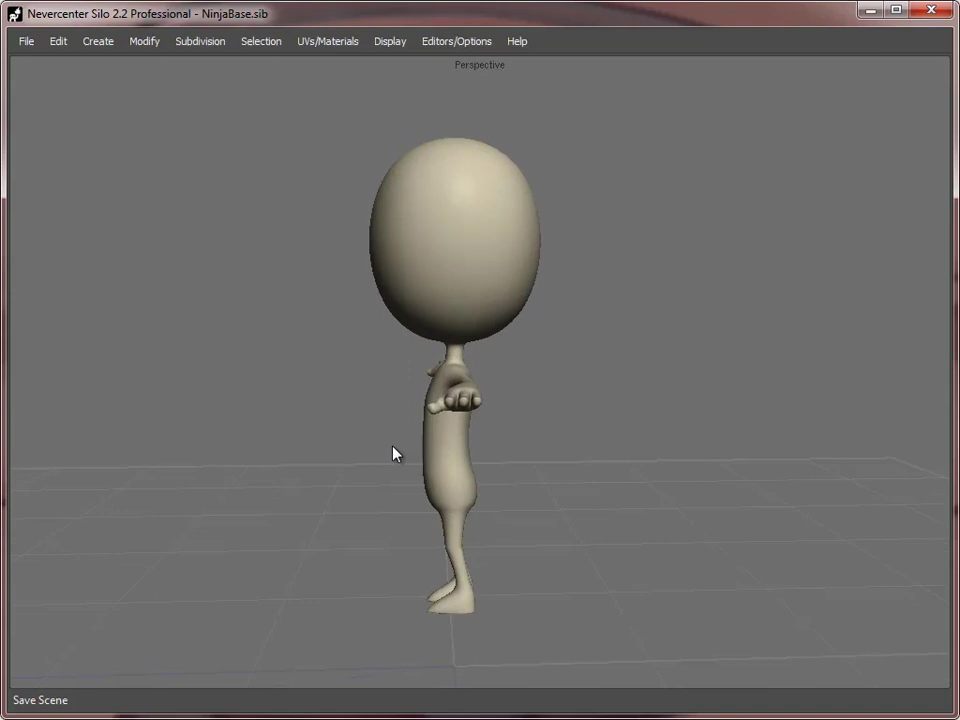 Nevercenter Silo 2.2 Professional - NinjaBase.sib
File Edit Create Modify Subdivision Selection UVs/Materials Display Editors/Options Help
Perspective
Save Scene